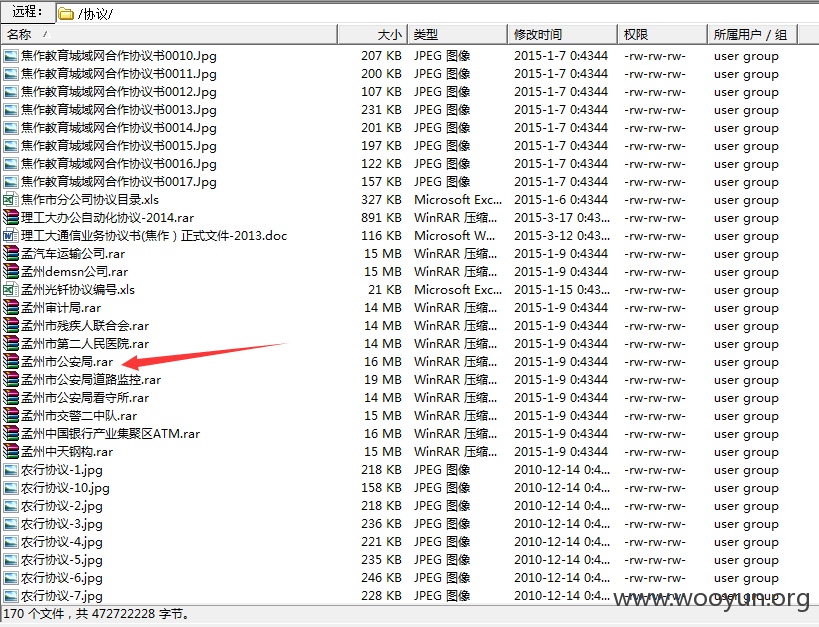 远程： /协议/
名称 大小 类型 修改时间 权限 所属用户 / 组
焦作教育城域网合作协议书0010.Jpg 207 KB JPEG 图像 2015-1-7 0:4344 -rw-rw-rw- user group
焦作教育城域网合作协议书0011.Jpg 200 KB JPEG 图像 2015-1-7 0:4344 -rw-rw-rw- user group
焦作教育城域网合作协议书0012.Jpg 107 KB JPEG 图像 2015-1-7 0:4344 -rw-rw-rw- user group
焦作教育城域网合作协议书0013.Jpg 231 KB JPEG 图像 2015-1-7 0:4344 -rw-rw-rw- user group
焦作教育城域网合作协议书0014.Jpg 201 KB JPEG 图像 2015-1-7 0:4344 -rw-rw-rw- user group
焦作教育城域网合作协议书0015.Jpg 197 KB JPEG 图像 2015-1-7 0:4344 -rw-rw-rw- user group
焦作教育城域网合作协议书0016.Jpg 122 KB JPEG 图像 2015-1-7 0:4344 -rw-rw-rw- user group
焦作教育城域网合作协议书0017.Jpg 157 KB JPEG 图像 2015-1-7 0:4344 -rw-rw-rw- user group
焦作市分公司协议目录.xls 327 KB Microsoft Exc... 2015-1-6 0:4344 -rw-rw-rw- user group
理工大办公自动化协议-2014.rar 891 KB WinRAR 压缩... 2015-3-17 0:43... -rw-rw-rw- user group
理工大通信业务协议书(焦作）正式文件-2013.doc 116 KB Microsoft W... 2015-3-12 0:43... -rw-rw-rw- user group
孟汽车运输公司.rar 15 MB WinRAR 压缩... 2015-1-9 0:4344 -rw-rw-rw- user group
孟州demsn公司.rar 15 MB WinRAR 压缩... 2015-1-9 0:4344 -rw-rw-rw- user group
孟州光钎协议编号.xls 21 KB Microsoft Exc... 2015-1-15 0:43... -rw-rw-rw- user group
孟州审计局.rar 14 MB WinRAR 压缩... 2015-1-9 0:4344 -rw-rw-rw- user group
孟州市残疾人联合会.rar 14 MB WinRAR 压缩... 2015-1-9 0:4344 -rw-rw-rw- user group
孟州市第二人民医院.rar 14 MB WinRAR 压缩... 2015-1-9 0:4344 -rw-rw-rw- user group
孟州市公安局.rar 16 MB WinRAR 压缩... 2015-1-9 0:4344 -rw-rw-rw- user group
孟州市公安局道路监控.rar 19 MB WinRAR 压缩... 2015-1-9 0:4344 -rw-rw-rw- user group
孟州市公安局看守所.rar 14 MB WinRAR 压缩... 2015-1-9 0:4344 -rw-rw-rw- user group
孟州市交警二中队.rar 15 MB WinRAR 压缩... 2015-1-9 0:4344 -rw-rw-rw- user group
孟州中国银行产业集聚区ATM.rar 16 MB WinRAR 压缩... 2015-1-9 0:4344 -rw-rw-rw- user group
孟州中天钢构.rar 15 MB WinRAR 压缩... 2015-1-9 0:4344 -rw-rw-rw- user group
农行协议-1.jpg 218 KB JPEG 图像 2010-12-14 0:4... -rw-rw-rw- user group
农行协议-10.jpg 158 KB JPEG 图像 2010-12-14 0:4... -rw-rw-rw- user group
农行协议-2.jpg 218 KB JPEG 图像 2010-12-14 0:4... -rw-rw-rw- user group
农行协议-3.jpg 236 KB JPEG 图像 2010-12-14 0:4... -rw-rw-rw- user group
农行协议-4.jpg 221 KB JPEG 图像 2010-12-14 0:4... -rw-rw-rw- user group
农行协议-5.jpg 235 KB JPEG 图像 2010-12-14 0:4... -rw-rw-rw- user group
农行协议-6.jpg 246 KB JPEG 图像 2010-12-14 0:4... -rw-rw-rw- user group
农行协议-7.jpg 228 KB JPEG 图像 2010-12-14 0:4... -rw-rw-rw- user group
www.wooyun.org
170 个文件，共 472722228 字节。